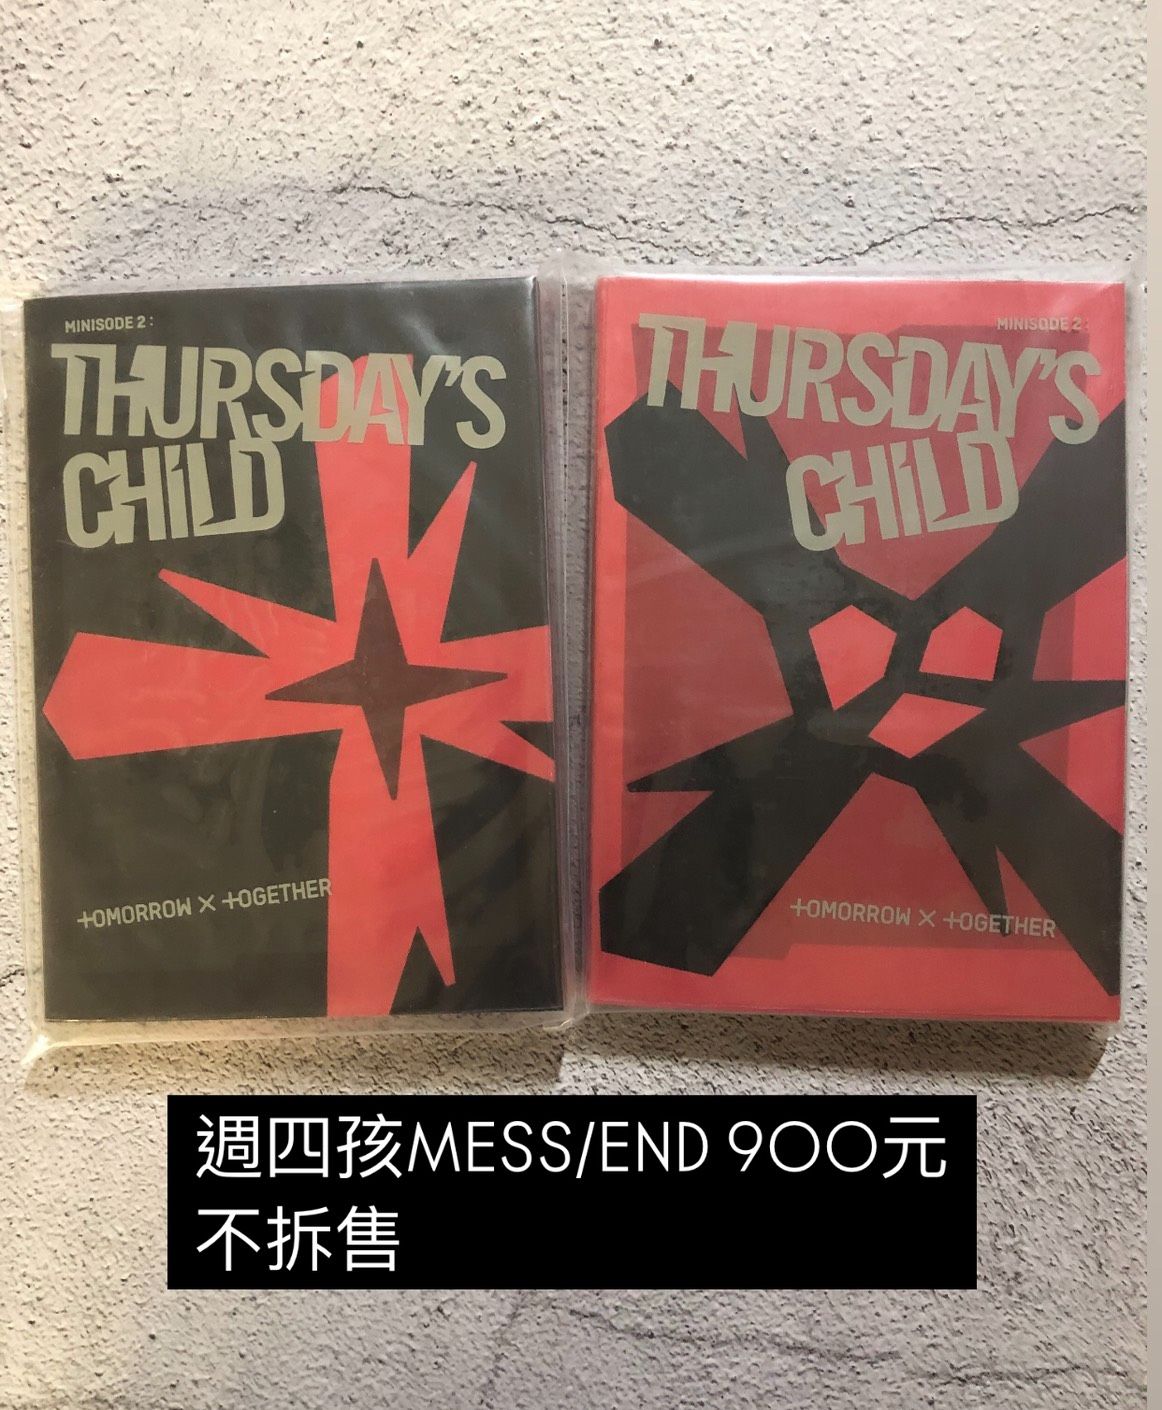 MINISODE 2 :
THURSDAY'S
CHILD
TOMORROW X TOGETHER
MINISODE 2 :
THURSDAY'S
CHILD
TOMORROW X TOGETHER
週四孩MESS/END 900元
不拆售